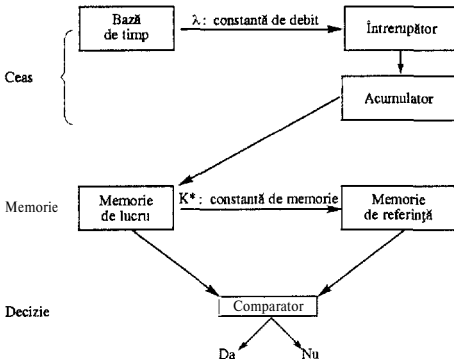 Bază
de timp
λ: constantă de debit
Întrerupător
Ceas
Acumulator
Memorie
Memorie
de lucru
K*: constantă de memorie
Memorie
de referință
Decizie
Comparator
Da
Nu